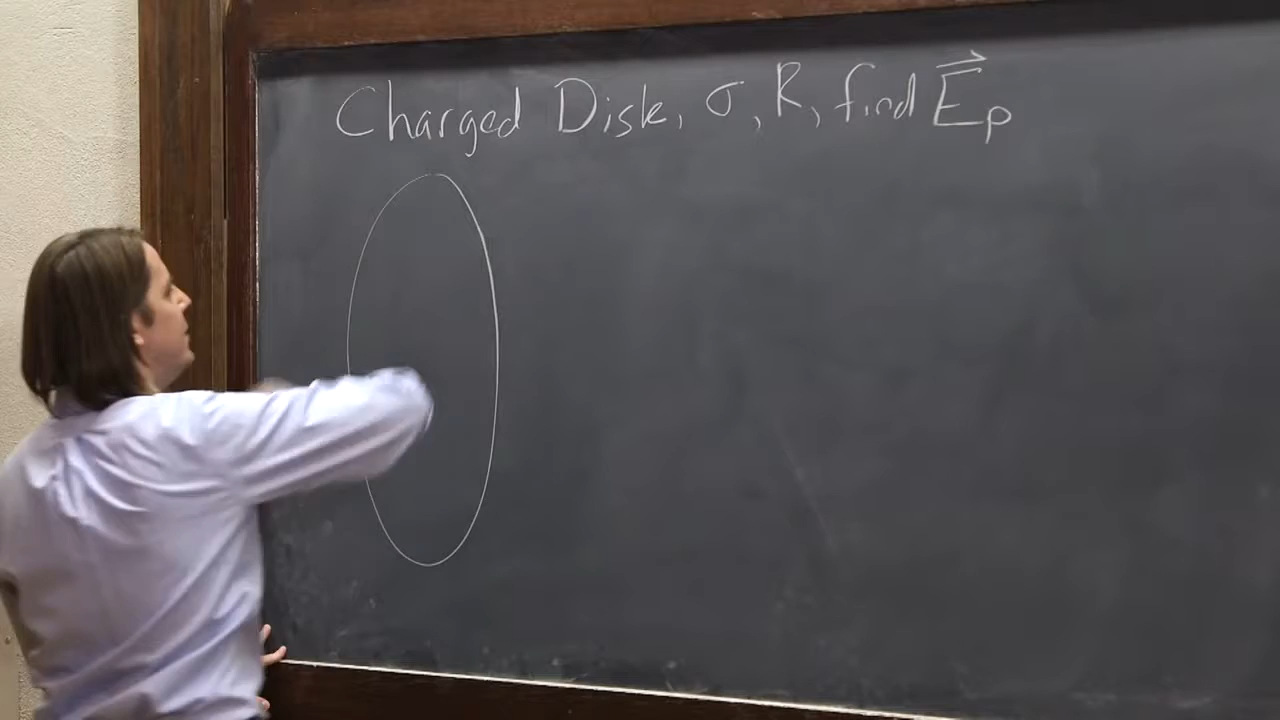 Charged Disk, σ, R, find E⃗p